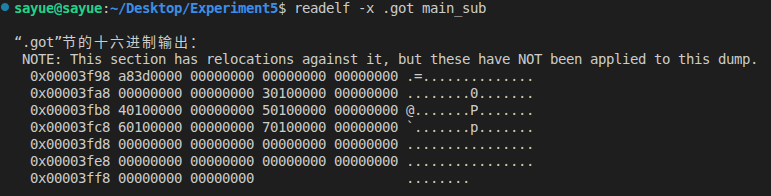 sayue@sayue:~/Desktop/Experiment5$ readelf -x .got main_sub

“.got”节的十六进制输出：
 NOTE: This section has relocations against it, but these have NOT been applied to this dump.
  0x00003f98 a83d0000 00000000 00000000 00000000 .=..............
  0x00003fa8 00000000 00000000 30100000 00000000 ........0.......
  0x00003fb8 40100000 00000000 50100000 00000000 @.......P.......
  0x00003fc8 60100000 00000000 70100000 00000000 `.......p.......
  0x00003fd8 00000000 00000000 00000000 00000000 ................
  0x00003fe8 00000000 00000000 00000000 00000000 ................
  0x00003ff8 00000000 00000000                   ........